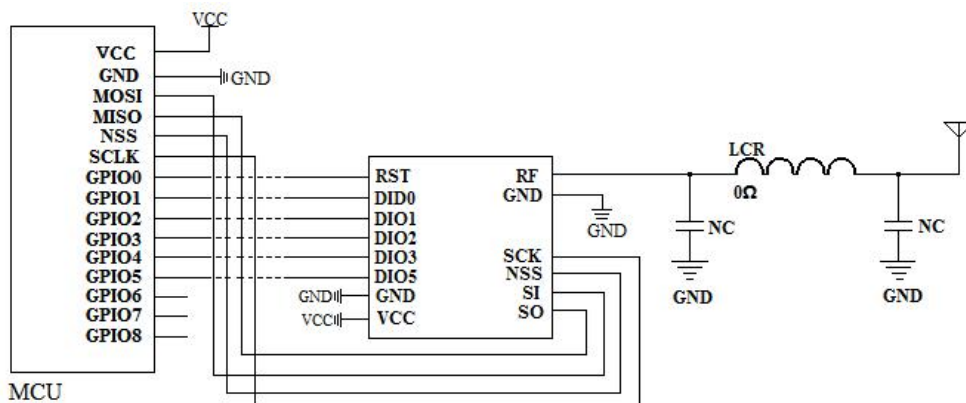 VCC
VCC
GND
GND
MOSI
MISO
NSS
SCLK
GPIO0
GPIO1
GPIO2
GPIO3
GPIO4
GPIO5
GPIO6
GPIO7
GPIO8
MCU
RST
DID0
DIO1
DIO2
DIO3
DIO5
GND
GND
VCC
VCC
RF
GND
GND
SCK
NSS
SI
SO
LCR
0Ω
NC
GND
NC
GND